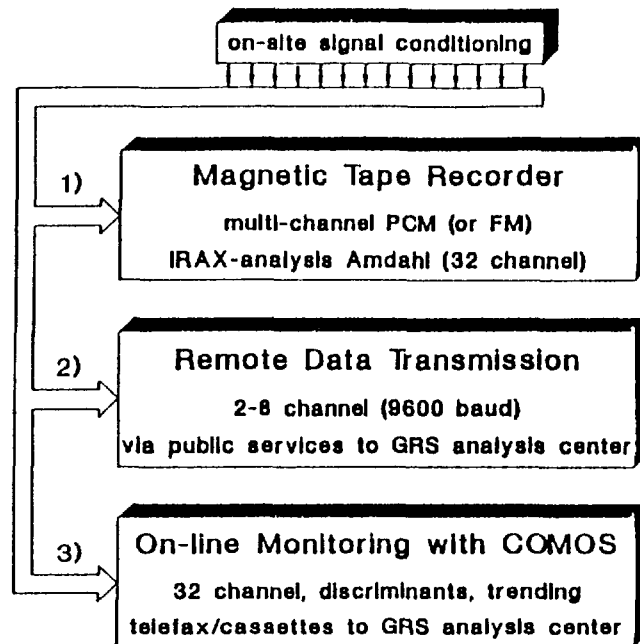 on-site signal conditioning
1)
Magnetic Tape Recorder
multi-channel PCM (or FM)
IRAX-analysis Amdahl (32 channel)
2)
Remote Data Transmission
2-8 channel (9600 baud)
via public services to GRS analysis center
3)
On-line Monitoring with COMOS
32 channel, discriminants, trending
telefax/cassettes to GRS analysis center